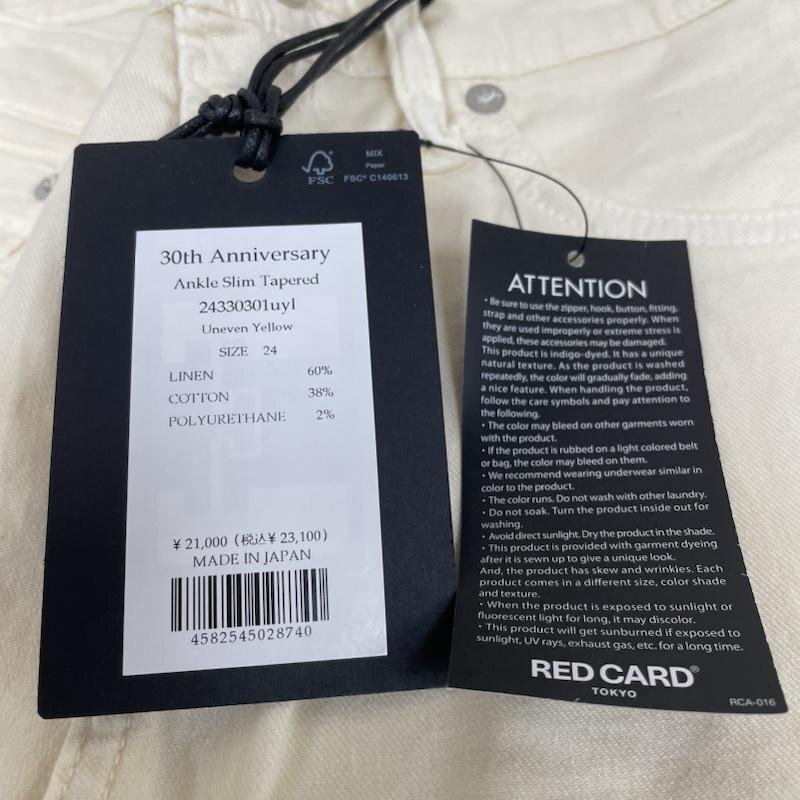 FSC
MIX
Paper
FSC® C140613
30th Anniversary
Ankle Slim Tapered
24330301uyl
Uneven Yellow
SIZE 24
LINEN 60%
COTTON 38%
POLYURETHANE 2%
¥21,000 (税込¥23,100)
MADE IN JAPAN
4582545028740
ATTENTION
・Be sure to use the zipper, hook, button, fitting,
strap and other accessories properly. When
they are used improperly or extreme stress is
applied, these accessories may be damaged.
This product is indigo-dyed. It has a unique
natural texture. As the product is washed
repeatedly, the color will gradually fade, adding
a nice feature. When handling the product,
follow the care symbols and pay attention to
the following.
・The color may bleed on other garments worn
with the product.
・If the product is rubbed on a light colored belt
or bag, the color may bleed on them.
・We recommend wearing underwear similar in
color to the product.
・The color runs. Do not wash with other laundry.
・Do not soak. Turn the product inside out for
washing.
・Avoid direct sunlight. Dry the product in the shade.
・This product is provided with garment dyeing
after it is sewn up to give a unique look.
And, the product has skew and wrinkles. Each
product comes in a different size, color shade
and texture.
・When the product is exposed to sunlight or
fluorescent light for long, it may discolor.
・This product will get sunburned if exposed to
sunlight, UV rays, exhaust gas, etc. for a long time.
RED CARD®
TOKYO
RCA-016